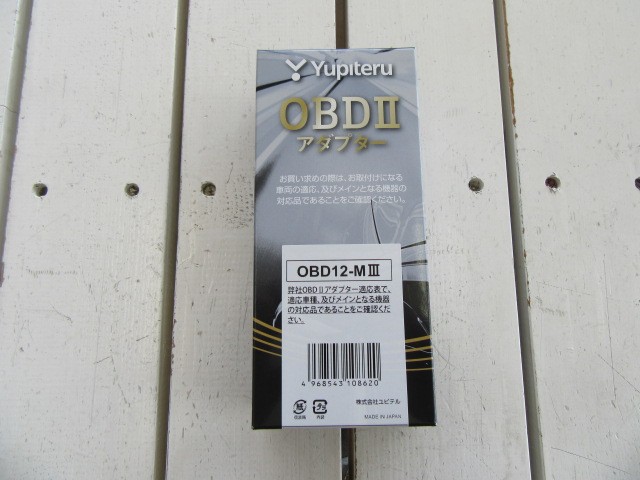 Yupiteru
OBDⅡ
アダプター
お買い求めの際は、お取付けになる
車両の適応、及びメインとなる機器の
対応品であることをご確認ください。
OBD12-MⅢ
弊社OBDⅡアダプター適応表で、
適応車種、及びメインとなる機器
の対応品であることをご確認くだ
さい。
4 968543 108620
株式会社ユピテル
MADE IN JAPAN
外装